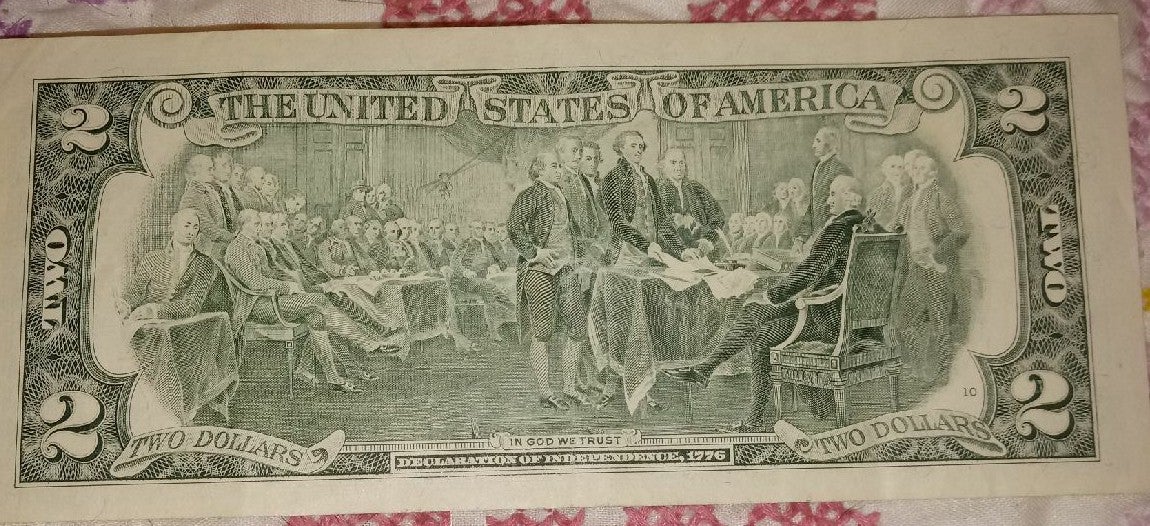 THE UNITED STATES OF AMERICA
2
2
TWO
TWO
10
2
2
TWO DOLLARS
IN GOD WE TRUST
TWO DOLLARS
DECLARATION OF INDEPENDENCE, 1776